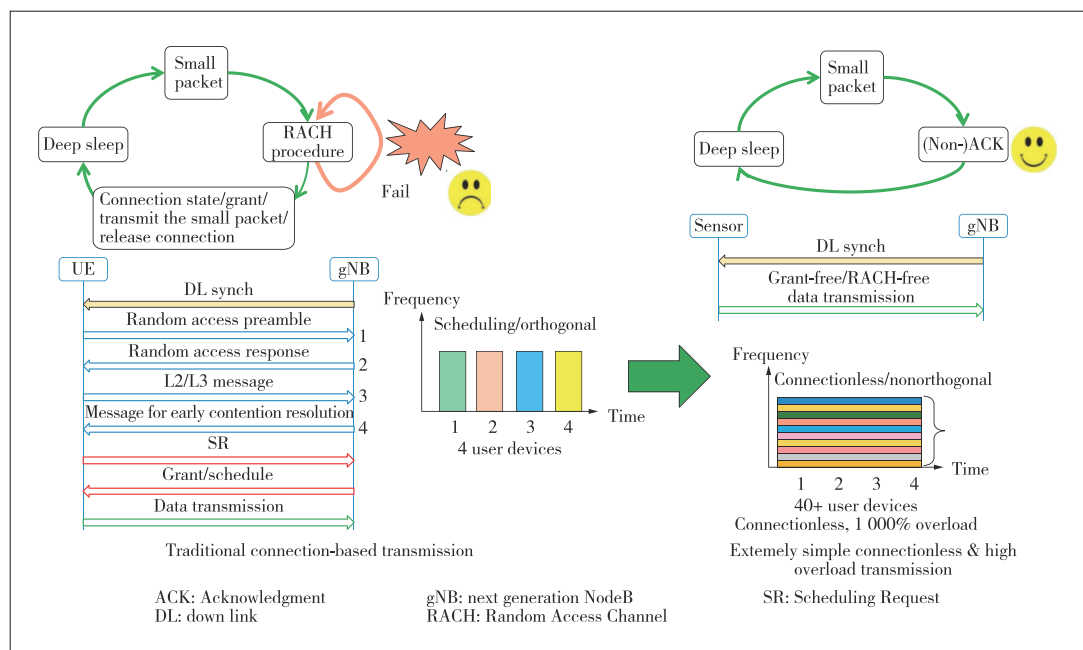 Small
packet
Deep sleep
RACH
procedure
Fail
Connection state/grant/
transmit the small packet/
release connection
UE
gNB
DL synch
Random access preamble
1
Random access response
2
L2/L3 message
3
Message for early contention resolution
4
SR
Grant/schedule
Data transmission
Frequency
Scheduling/orthogonal
Time
1 2 3 4
4 user devices
Traditional connection-based transmission
Small
packet
Deep sleep
(Non-)ACK
Sensor
gNB
DL synch
Grant-free/RACH-free
data transmission
Frequency
Connectionless/nonorthogonal
Time
1 2 3 4
40+ user devices
Connectionless, 1 000% overload
Extemely simple connectionless & high
overload transmission
ACK: Acknowledgment
DL: down link
gNB: next generation NodeB
RACH: Random Access Channel
SR: Scheduling Request